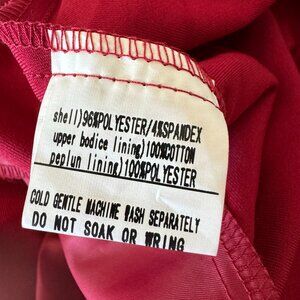 shell)96%POLYESTER/4%SPANDEX
upper bodice lining)100%COTTON
peplun lining)100%POLYESTER
COLD GENTLE MACHINE WASH SEPARATELY
DO NOT SOAK OR WRING